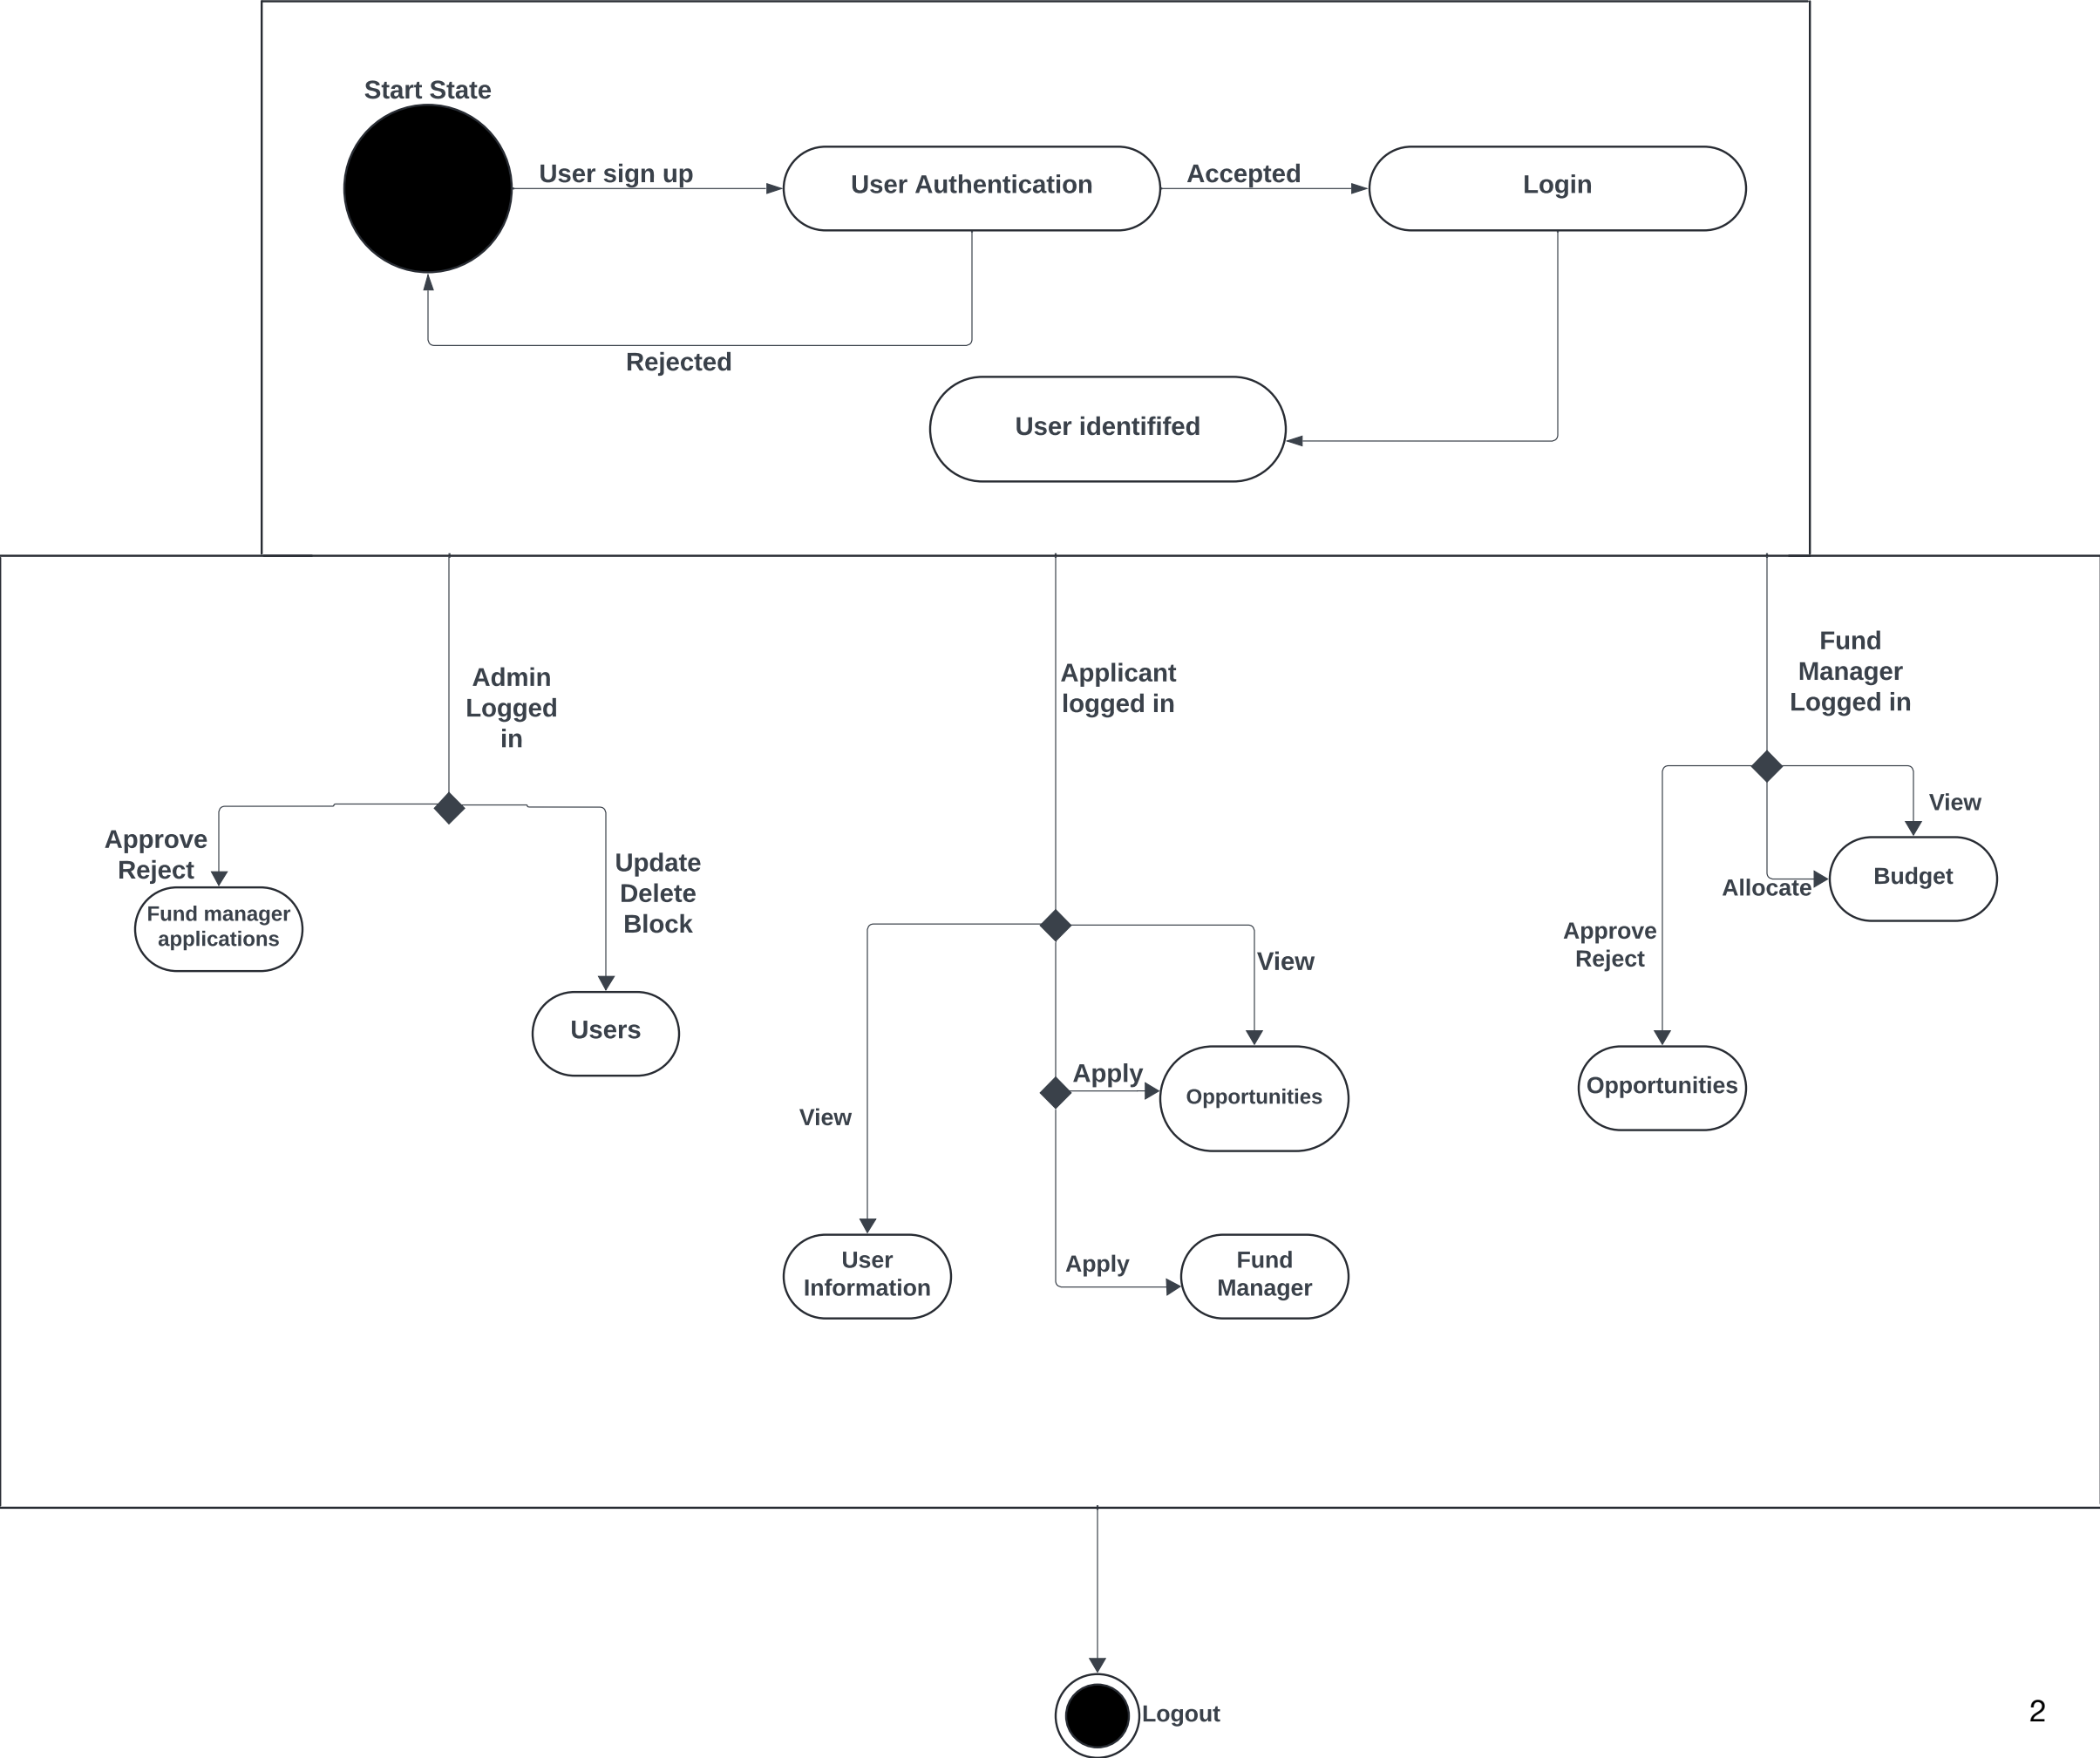 Start State
User sign up
User Authentication
Accepted
Login
Rejected
User identififed
Admin
Logged
in
Approve
Reject
Fund manager
applications
Update
Delete
Block
Users
Applicant
logged in
View
Apply
Opportunities
View
User
Information
Apply
Fund
Manager
Fund
Manager
Logged in
View
Budget
Allocate
Approve
Reject
Opportunities
Logout
2